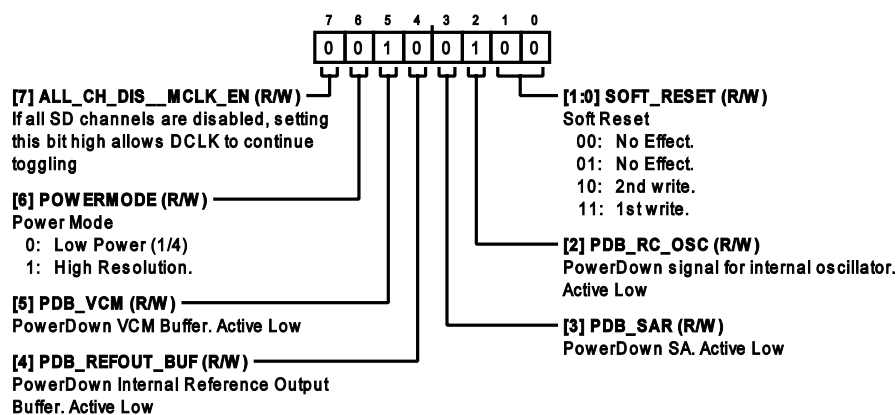 7 6 5 4 3 2 1 0
0 0 1 0 0 1 0 0
[7] ALL_CH_DIS__MCLK_EN (R/W)
If all SD channels are disabled, setting
this bit high allows DCLK to continue
toggling
[6] POWERMODE (R/W)
Power Mode
0: Low Power (1/4)
1: High Resolution.
[5] PDB_VCM (R/W)
PowerDown VCM Buffer. Active Low
[4] PDB_REFOUT_BUF (R/W)
PowerDown Internal Reference Output
Buffer. Active Low
[1:0] SOFT_RESET (R/W)
Soft Reset
00: No Effect.
01: No Effect.
10: 2nd write.
11: 1st write.
[2] PDB_RC_OSC (R/W)
PowerDown signal for internal oscillator.
Active Low
[3] PDB_SAR (R/W)
PowerDown SA. Active Low